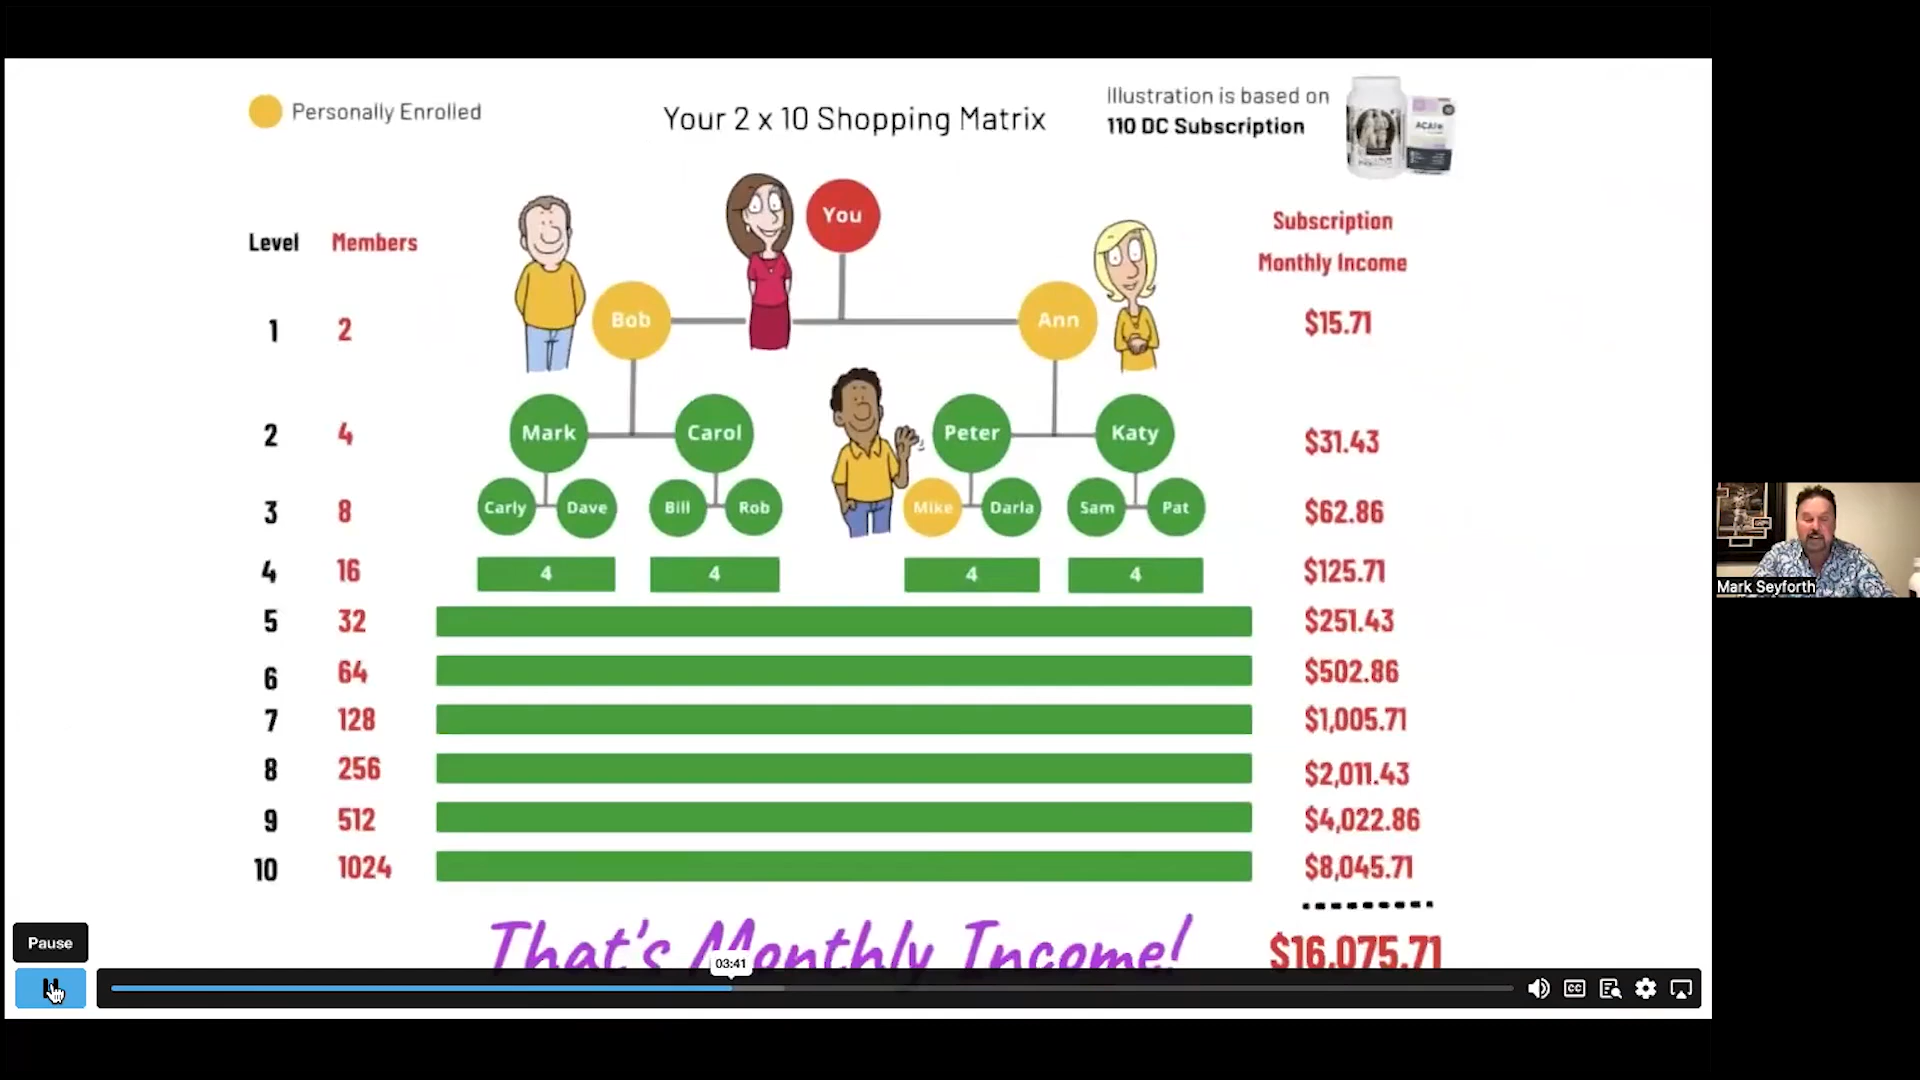 Personally Enrolled
Your 2 x 10 Shopping Matrix
Illustration is based on
110 DC Subscription
You
Subscription
Monthly Income
Level Members
1 2 Bob Ann $15.71
2 4 Mark Carol Peter Katy $31.43
3 8 Carly Dave Bill Rob Mike Darla Sam Pat $62.86
4 16 4 4 4 4 $125.71
5 32 $251.43
6 64 $502.86
7 128 $1,005.71
8 256 $2,011.43
9 512 $4,022.86
10 1024 $8,045.71
That's Monthly Income! $16,075.71
Pause
03:41
CC
Mark Seyforth